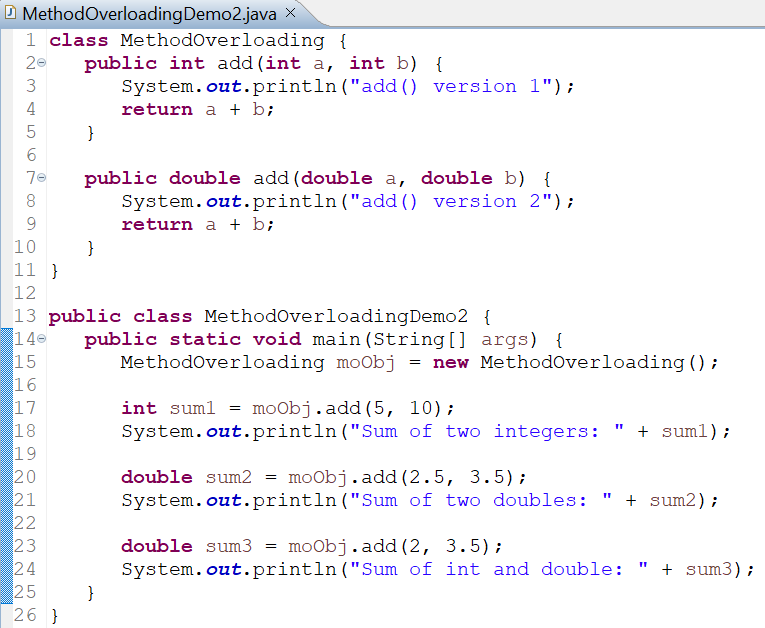 MethodOverloadingDemo2.java
1 class MethodOverloading {
2    public int add(int a, int b) {
3       System.out.println("add() version 1");
4       return a + b;
5    }
6
7    public double add(double a, double b) {
8       System.out.println("add() version 2");
9       return a + b;
10    }
11 }
12
13 public class MethodOverloadingDemo2 {
14    public static void main(String[] args) {
15       MethodOverloading moObj = new MethodOverloading();
16
17       int sum1 = moObj.add(5, 10);
18       System.out.println("Sum of two integers: " + sum1);
19
20       double sum2 = moObj.add(2.5, 3.5);
21       System.out.println("Sum of two doubles: " + sum2);
22
23       double sum3 = moObj.add(2, 3.5);
24       System.out.println("Sum of int and double: " + sum3);
25    }
26 }